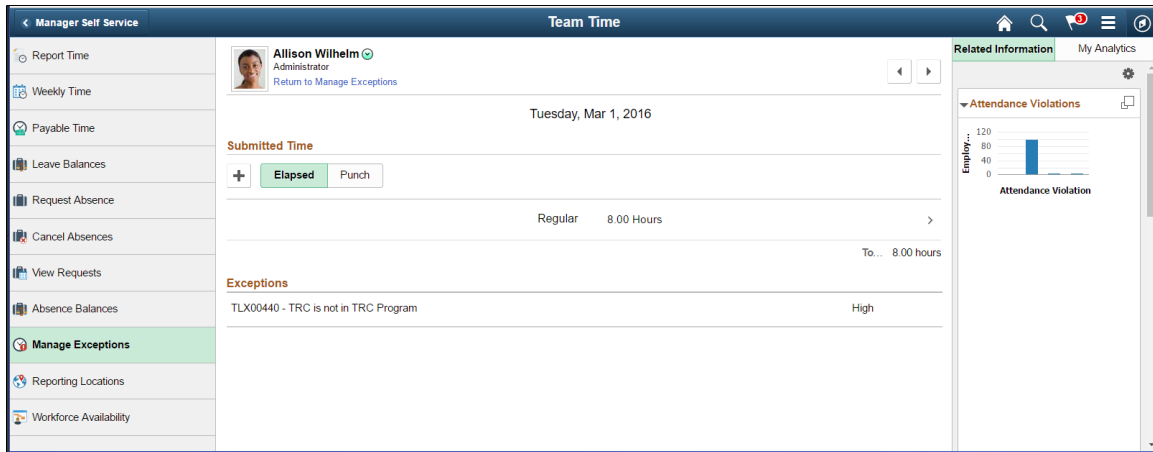 Manager Self Service
Team Time
3
Report Time
Weekly Time
Payable Time
Leave Balances
Request Absence
Cancel Absences
View Requests
Absence Balances
Manage Exceptions
Reporting Locations
Workforce Availability
Allison Wilhelm
Administrator
Return to Manage Exceptions
Tuesday, Mar 1, 2016
Submitted Time
Elapsed Punch
Regular 8.00 Hours
To... 8.00 hours
Exceptions
TLX00440 - TRC is not in TRC Program High
Related Information My Analytics
Attendance Violations
Employ...
120
80
40
0
Attendance Violation